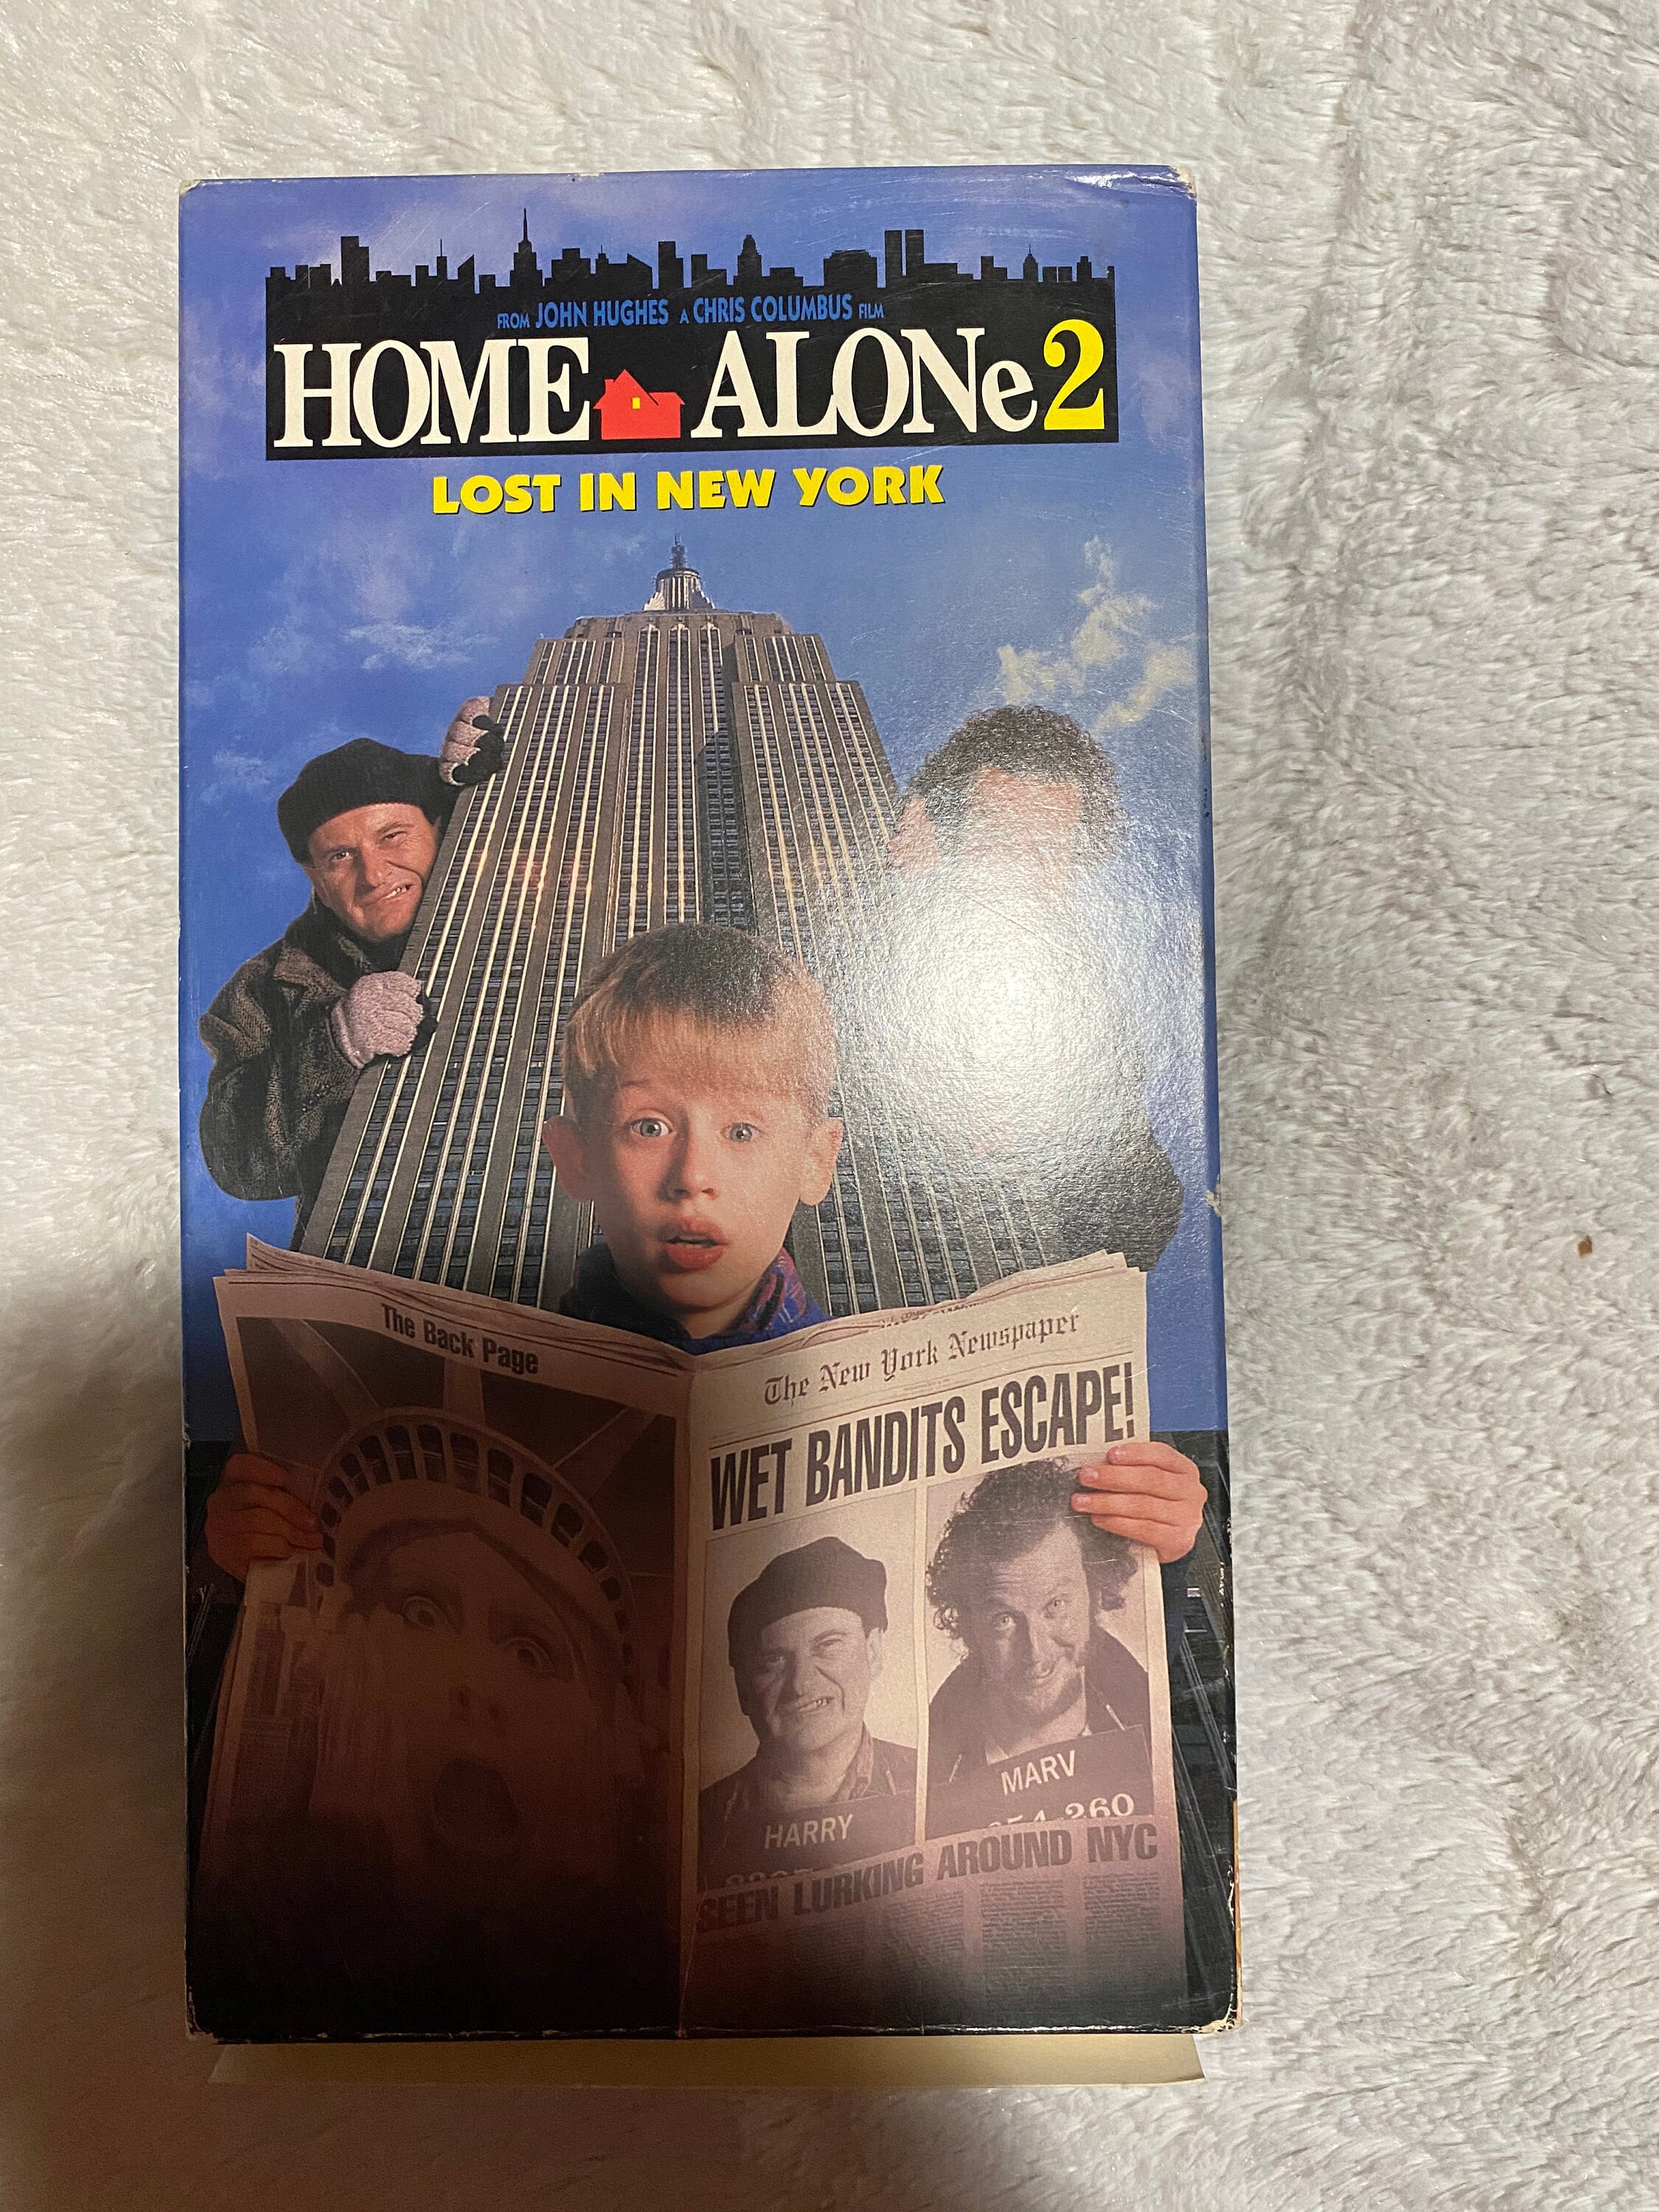 FROM JOHN HUGHES A CHRIS COLUMBUS FILM
HOME ALONe 2
LOST IN NEW YORK
The Back Page
The New York Newspaper
WET BANDITS ESCAPE!
HARRY
MARV
SEEN LURKING AROUND NYC